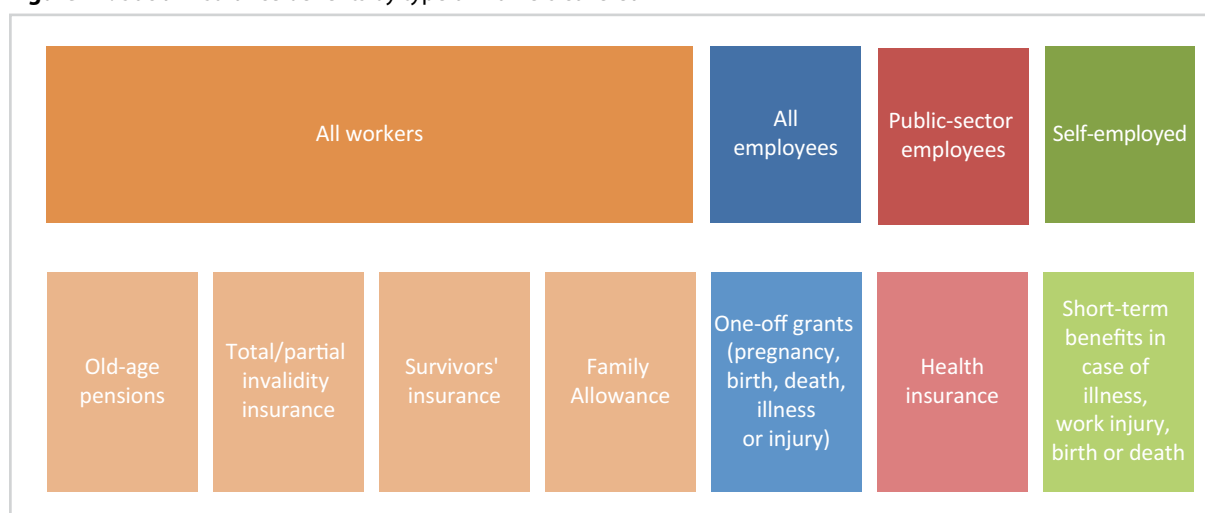 All workers
All
employees
Public-sector
employees
Self-employed
Old-age
pensions
Total/partial
invalidity
insurance
Survivors'
insurance
Family
Allowance
One-off grants
(pregnancy,
birth, death,
illness
or injury)
Health
insurance
Short-term
benefits in
case of
illness,
work injury,
birth or death